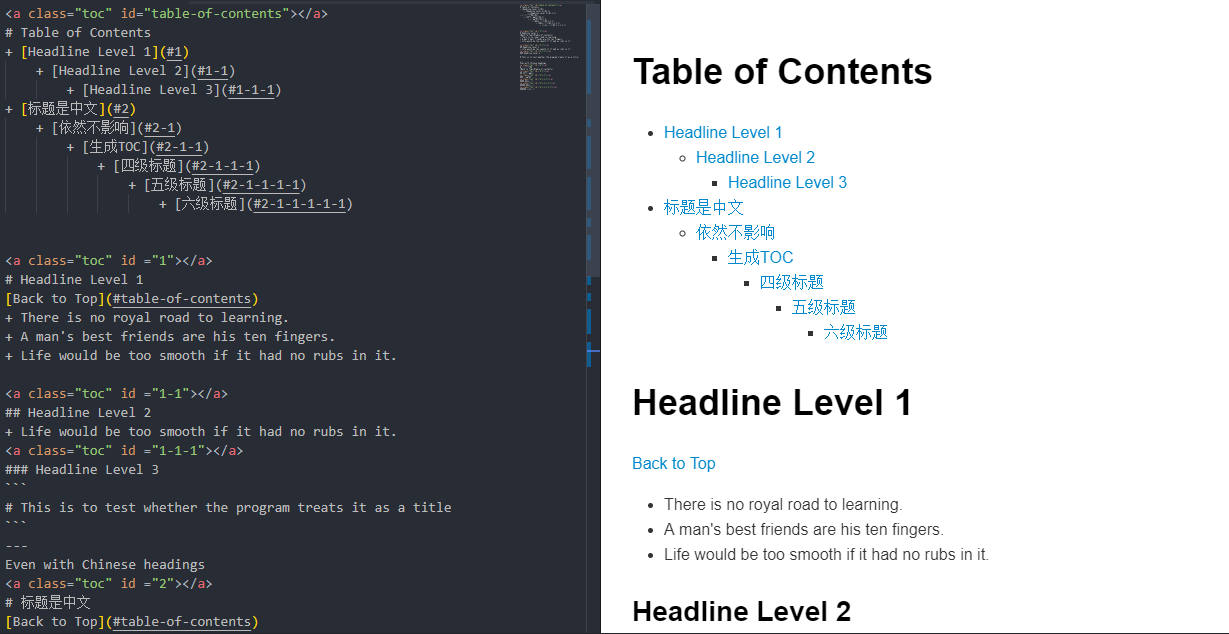 <a class="toc" id="table-of-contents"></a>
# Table of Contents
+ [Headline Level 1](#1)
+ [Headline Level 2](#1-1)
+ [Headline Level 3](#1-1-1)
+ [标题是中文](#2)
+ [依然不影响](#2-1)
+ [生成TOC](#2-1-1)
+ [四级标题](#2-1-1-1)
+ [五级标题](#2-1-1-1-1)
+ [六级标题](#2-1-1-1-1-1)
<a class="toc" id ="1"></a>
# Headline Level 1
[Back to Top](#table-of-contents)
+ There is no royal road to learning.
+ A man's best friends are his ten fingers.
+ Life would be too smooth if it had no rubs in it.
<a class="toc" id ="1-1"></a>
## Headline Level 2
+ Life would be too smooth if it had no rubs in it.
<a class="toc" id ="1-1-1"></a>
### Headline Level 3
```
# This is to test whether the program treats it as a title
```
---
Even with Chinese headings
<a class="toc" id ="2"></a>
# 标题是中文
[Back to Top](#table-of-contents)
Table of Contents
Headline Level 1
Headline Level 2
Headline Level 3
标题是中文
依然不影响
生成TOC
四级标题
五级标题
六级标题
Headline Level 1
Back to Top
There is no royal road to learning.
A man's best friends are his ten fingers.
Life would be too smooth if it had no rubs in it.
Headline Level 2